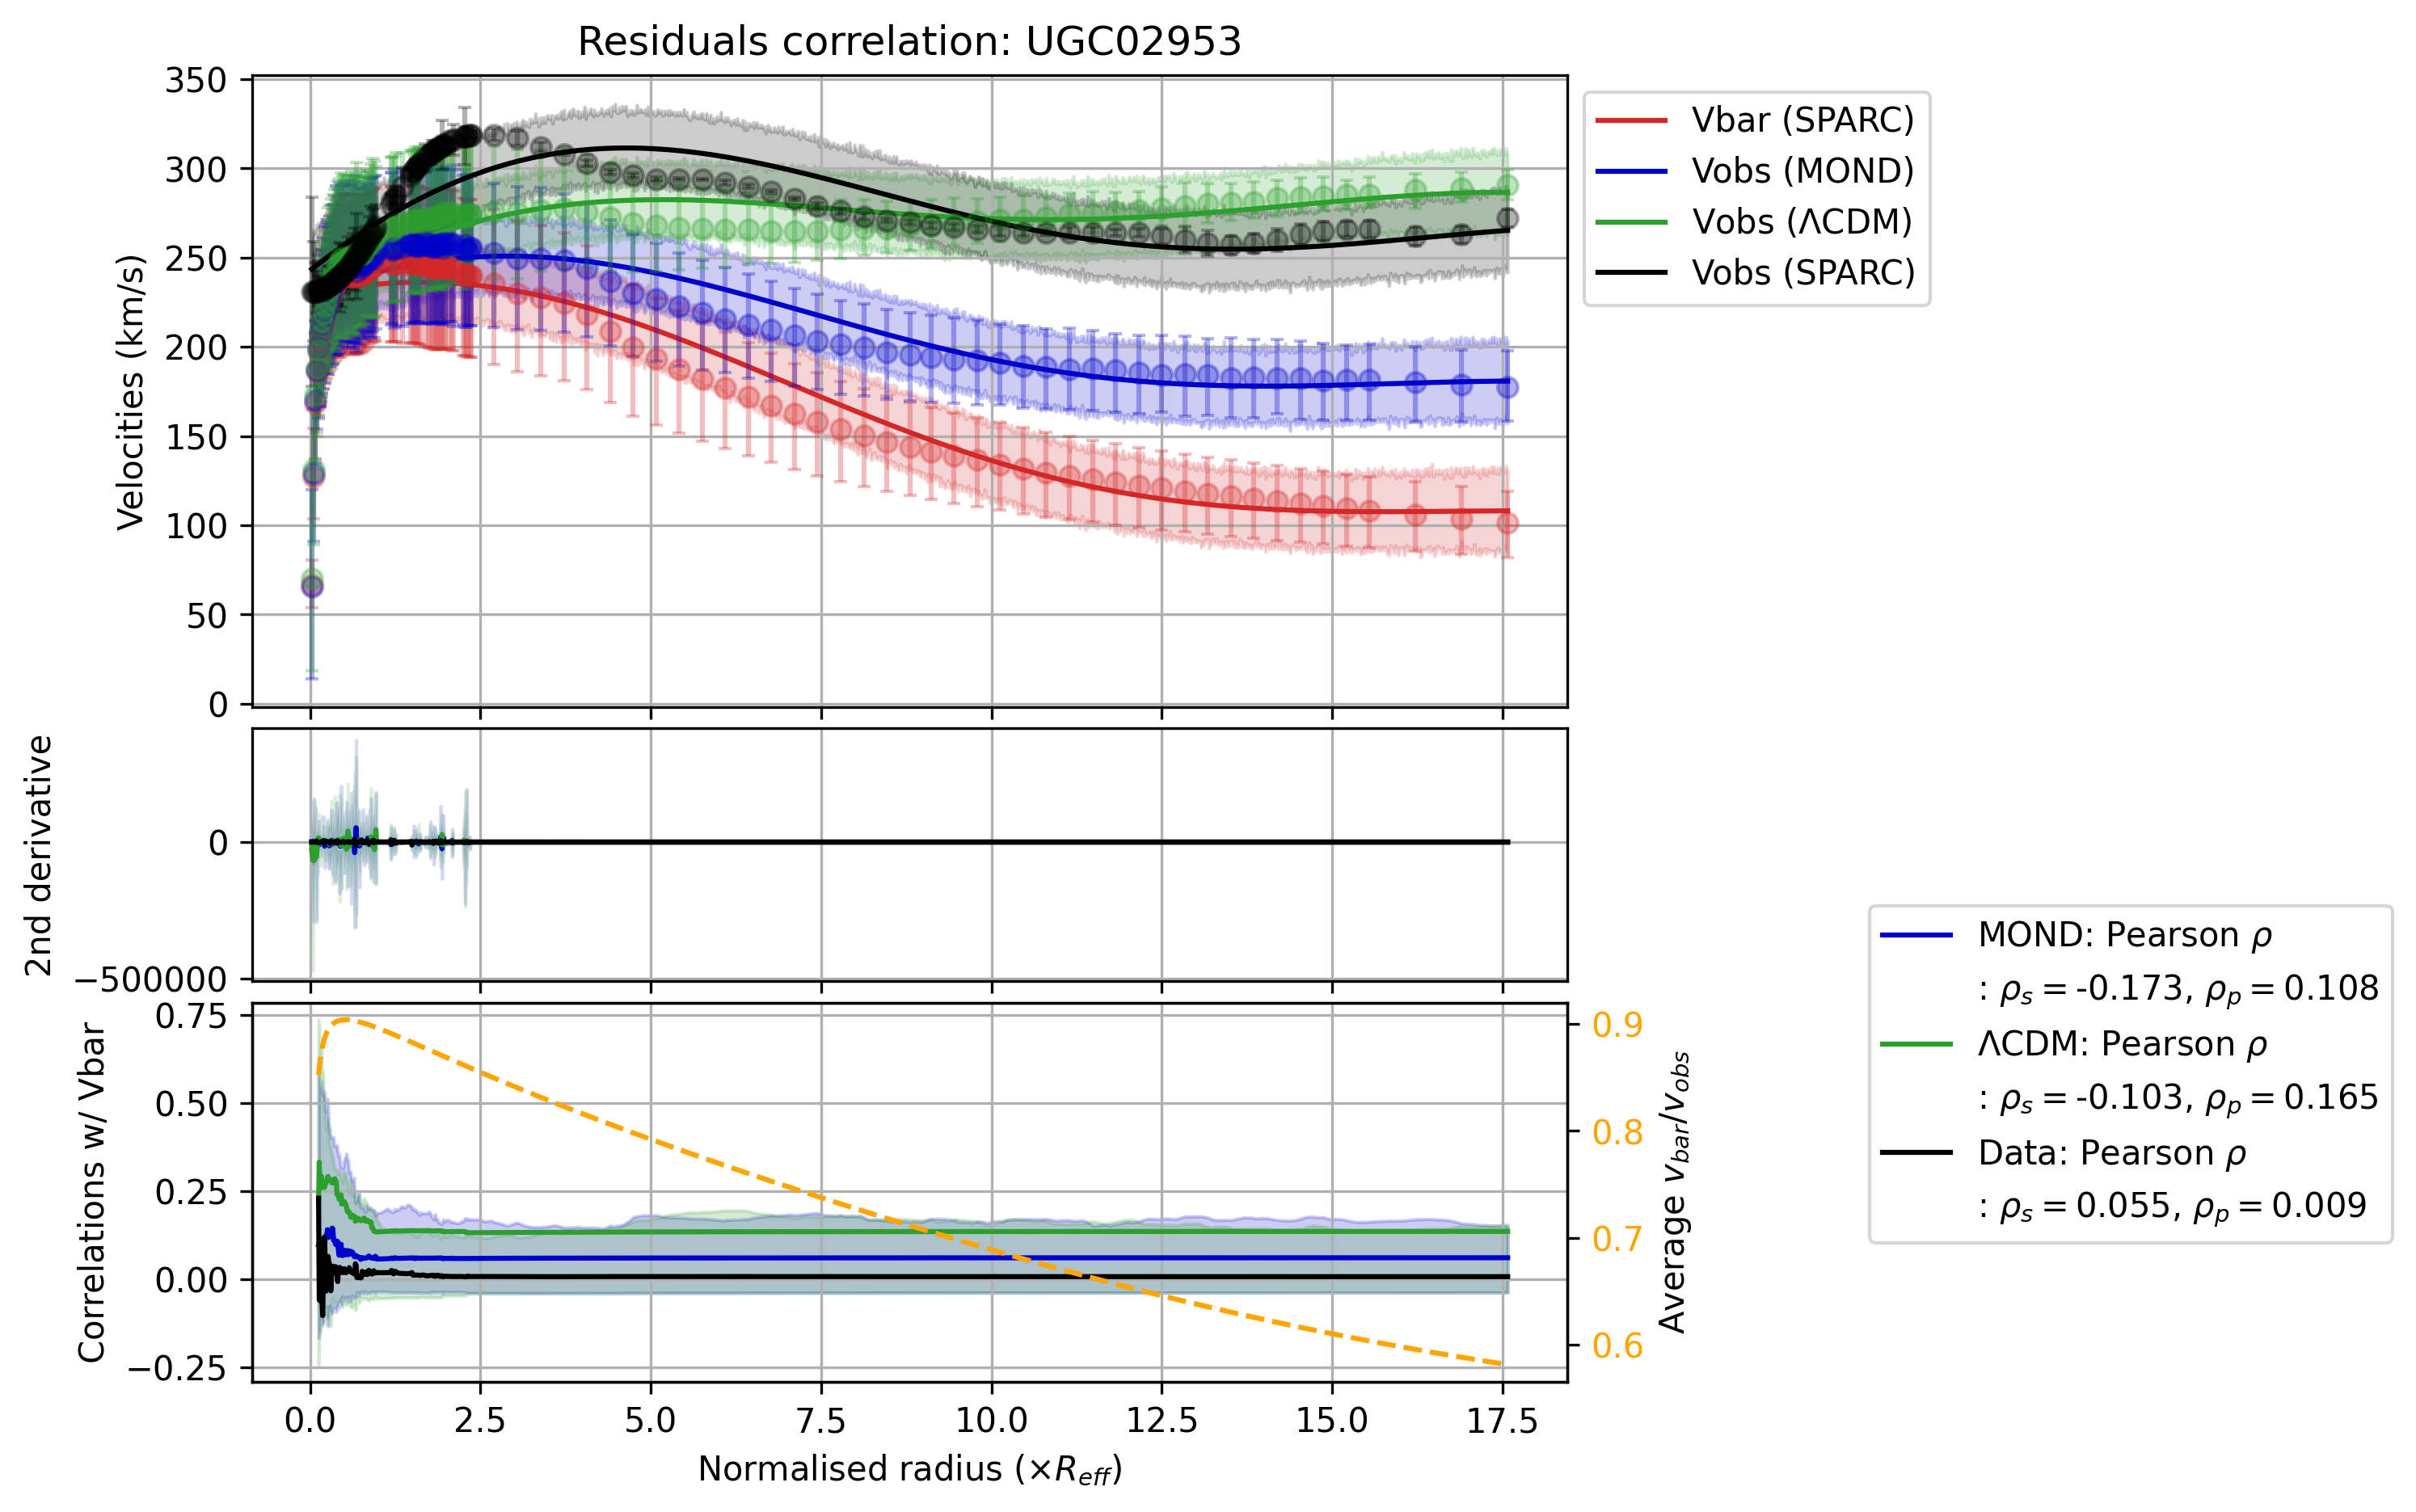 Residuals correlation: UGC02953
350
300
250
200
150
100
50
0
Velocities (km/s)
Vbar (SPARC)
Vobs (MOND)
Vobs (ΛCDM)
Vobs (SPARC)
0
−500000
2nd derivative
0.75
0.50
0.25
0.00
−0.25
Correlations w/ Vbar
0.9
0.8
0.7
0.6
Average v_bar/v_obs
MOND: Pearson ρ
: ρ_s = -0.173, ρ_p = 0.108
ΛCDM: Pearson ρ
: ρ_s = -0.103, ρ_p = 0.165
Data: Pearson ρ
: ρ_s = 0.055, ρ_p = 0.009
0.0 2.5 5.0 7.5 10.0 12.5 15.0 17.5
Normalised radius (×R_eff)